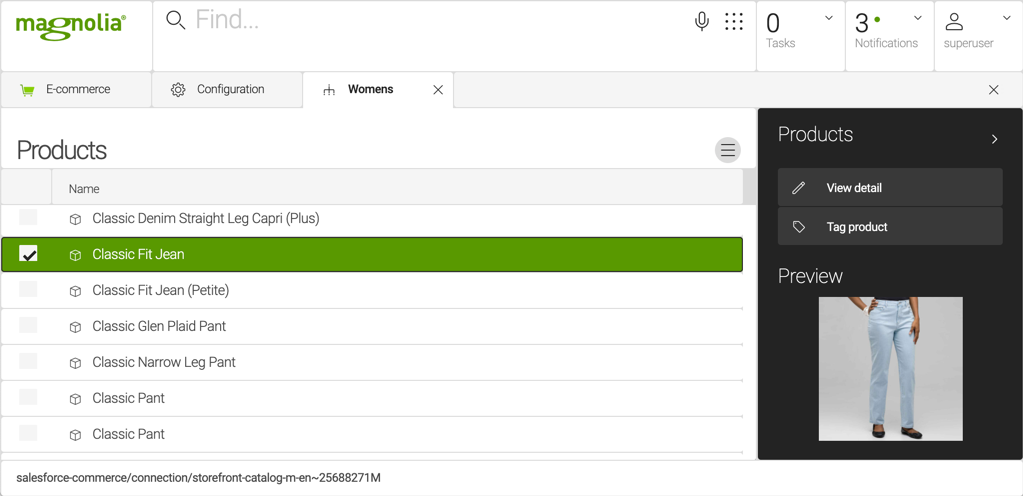 magnolia®
Find...
0
Tasks
3
Notifications
superuser
E-commerce
Configuration
Womens
Products
Name
Classic Denim Straight Leg Capri (Plus)
Classic Fit Jean
Classic Fit Jean (Petite)
Classic Glen Plaid Pant
Classic Narrow Leg Pant
Classic Pant
Classic Pant
Products
View detail
Tag product
Preview
salesforce-commerce/connection/storefront-catalog-m-en~25688271M